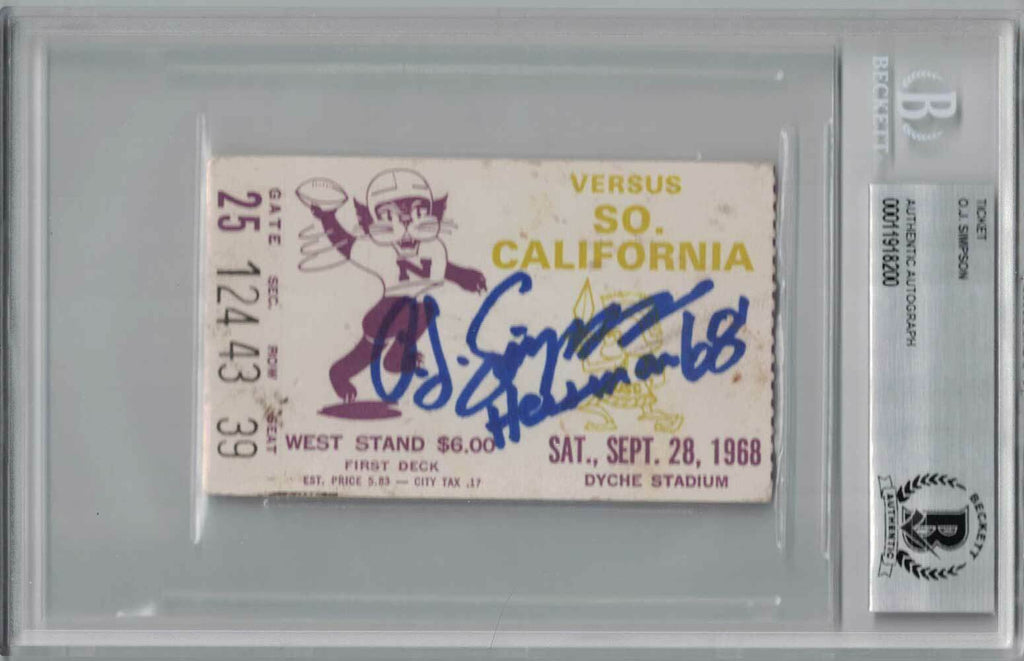 VERSUS
SO.
CALIFORNIA
GATE SEC. ROW SEAT
25 124 43 39
N
O.J. Simpson
Heisman 68'
WEST STAND $6.00
FIRST DECK
EST. PRICE 5.83 — CITY TAX .17
SAT., SEPT. 28, 1968
DYCHE STADIUM
B
BECKETT
TICKET
O.J. SIMPSON
AUTHENTIC AUTOGRAPH
00011918200
BECKETT
B
AUTHENTIC